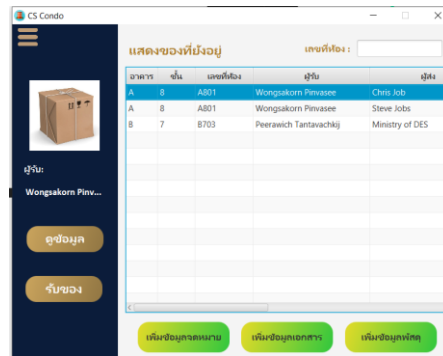 CS Condo
แสดงของที่ยังอยู่
เลขที่ห้อง :
อาคาร ชั้น เลขที่ห้อง ผู้รับ ผู้ส่ง
A 8 A801 Wongsakorn Pinvasee Chris Job
A 8 A801 Wongsakorn Pinvasee Steve Jobs
B 7 B703 Peerawich Tantavachkij Ministry of DES
ผู้รับ:
Wongsakorn Pinv...
ดูข้อมูล
รับของ
เพิ่มข้อมูลจดหมาย เพิ่มข้อมูลเอกสาร เพิ่มข้อมูลพัสดุ